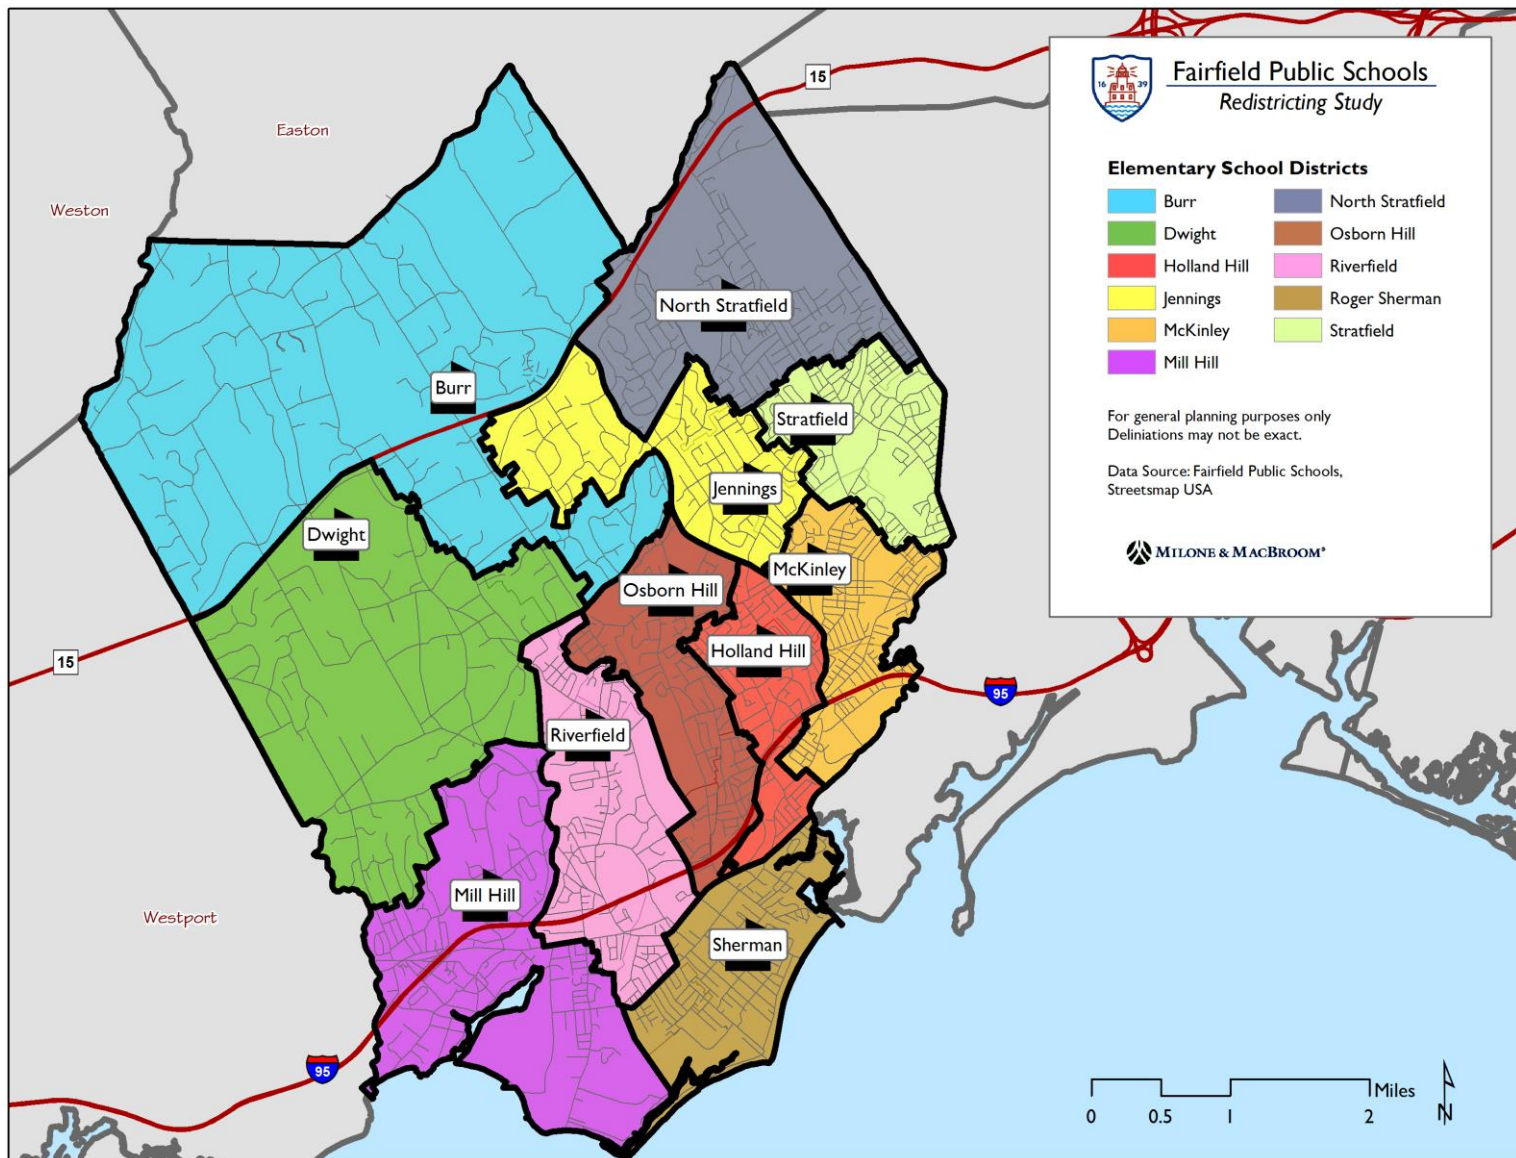 15
Easton
Weston
North Stratfield
Burr
Stratfield
Jennings
Dwight
McKinley
Osborn Hill
Holland Hill
15
95
Riverfield
Mill Hill
Westport
Sherman
95
16 39
Fairfield Public Schools
Redistricting Study
Elementary School Districts
Burr
Dwight
Holland Hill
Jennings
McKinley
Mill Hill
North Stratfield
Osborn Hill
Riverfield
Roger Sherman
Stratfield
For general planning purposes only
Deliniations may not be exact.
Data Source: Fairfield Public Schools,
Streetsmap USA
MILONE & MACBROOM®
Miles
0 0.5 1 2
N